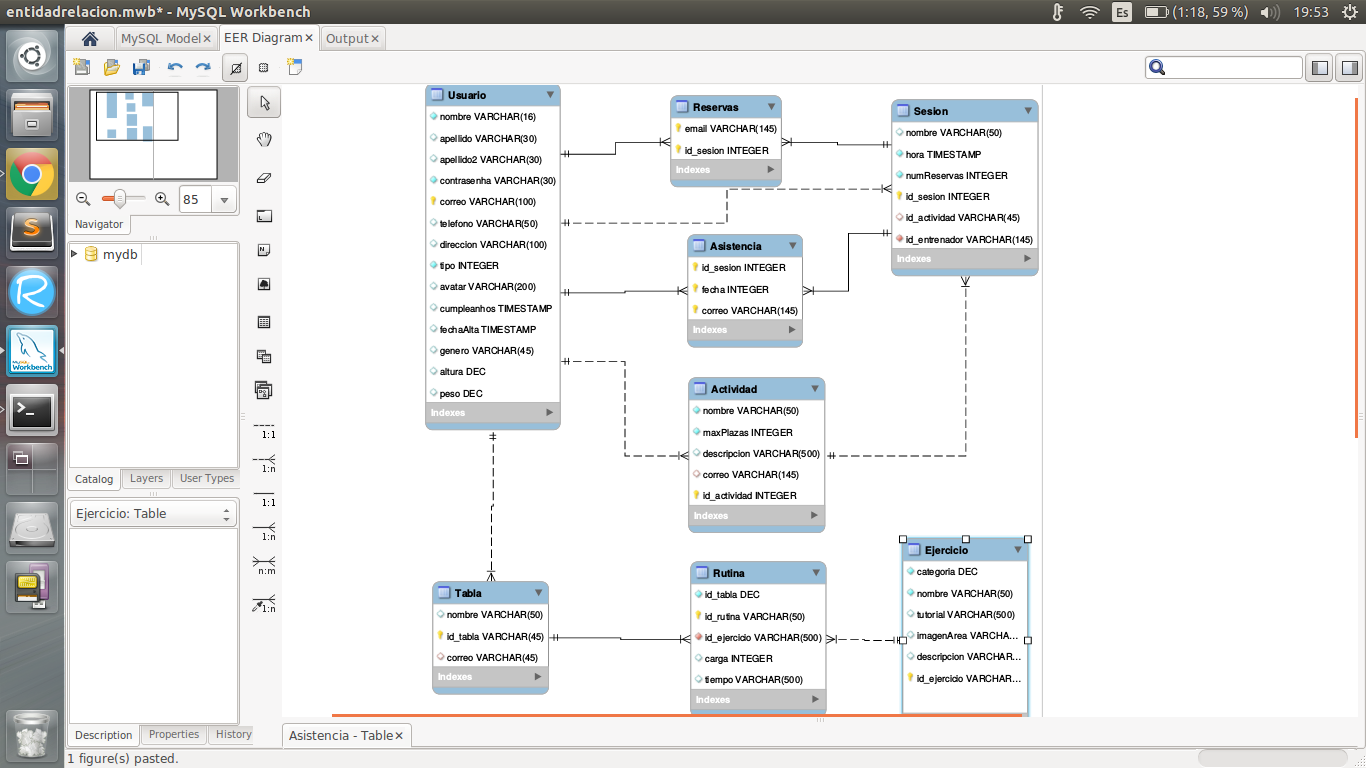 entidadrelacion.mwb* - MySQL Workbench
Es
(1:18, 59 %)
19:53
MySQL Model×
EER Diagram×
Output×
85
Navigator
mydb
Catalog
Layers
User Types
Ejercicio: Table
Description
Properties
History
1:1
1:n
1:1
1:n
n:m
1:n
Usuario
nombre VARCHAR(16)
apellido VARCHAR(30)
apellido2 VARCHAR(30)
contrasenha VARCHAR(30)
correo VARCHAR(100)
telefono VARCHAR(50)
direccion VARCHAR(100)
tipo INTEGER
avatar VARCHAR(200)
cumpleanhos TIMESTAMP
fechaAlta TIMESTAMP
genero VARCHAR(45)
altura DEC
peso DEC
Indexes
Reservas
email VARCHAR(145)
id_sesion INTEGER
Indexes
Sesion
nombre VARCHAR(50)
hora TIMESTAMP
numReservas INTEGER
id_sesion INTEGER
id_actividad VARCHAR(45)
id_entrenador VARCHAR(145)
Indexes
Asistencia
id_sesion INTEGER
fecha INTEGER
correo VARCHAR(145)
Indexes
Actividad
nombre VARCHAR(50)
maxPlazas INTEGER
descripcion VARCHAR(500)
correo VARCHAR(145)
id_actividad INTEGER
Indexes
Tabla
nombre VARCHAR(50)
id_tabla VARCHAR(45)
correo VARCHAR(45)
Indexes
Rutina
id_tabla DEC
id_rutina VARCHAR(50)
id_ejercicio VARCHAR(500)
carga INTEGER
tiempo VARCHAR(500)
Indexes
Ejercicio
categoria DEC
nombre VARCHAR(50)
tutorial VARCHAR(500)
imagenArea VARCHA...
descripcion VARCHAR...
id_ejercicio VARCHAR...
Asistencia - Table×
1 figure(s) pasted.
MySQL
Workbench